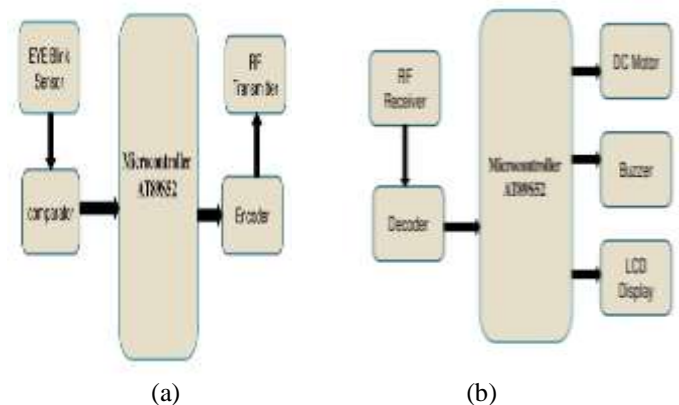 EYE Blink
Sensor
comparator
Microcontroller
AT89S52
RF
Transmitter
Encoder
(a)
RF
Receiver
Decoder
Microcontroller
AT89S52
DC Motor
Buzzer
LCD
Display
(b)